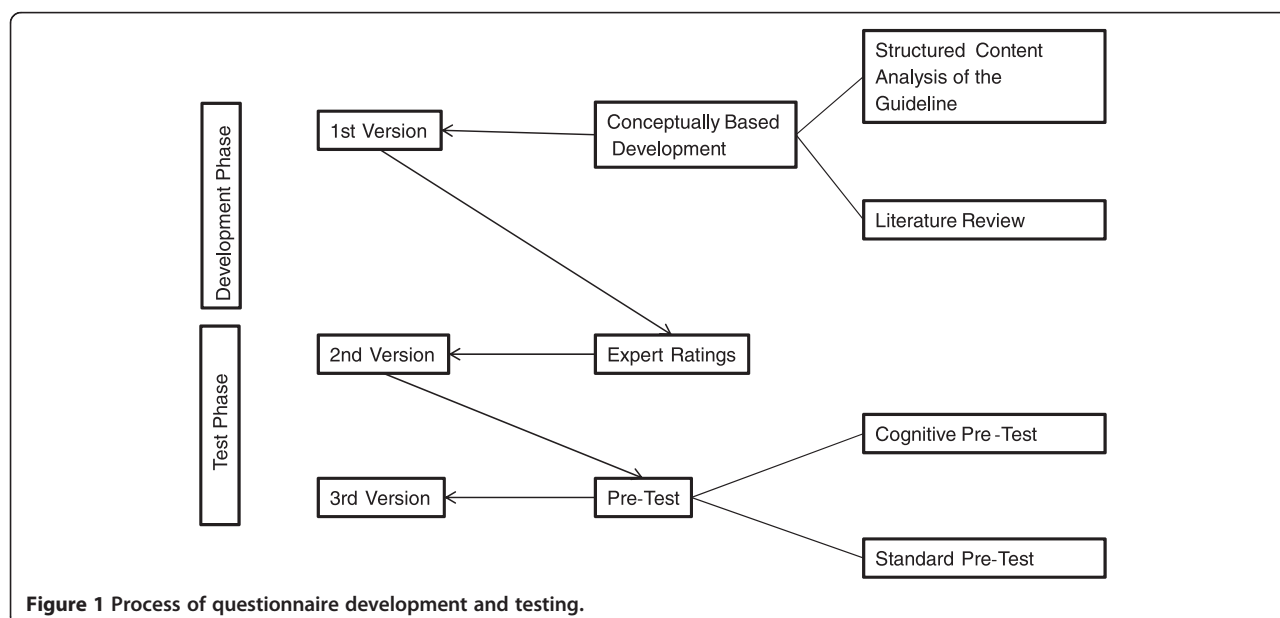 Structured Content
Analysis of the
Guideline
Development Phase
1st Version
Conceptually Based
Development
Literature Review
Test Phase
2nd Version
Expert Ratings
Cognitive Pre-Test
3rd Version
Pre-Test
Standard Pre-Test
Figure 1 Process of questionnaire development and testing.